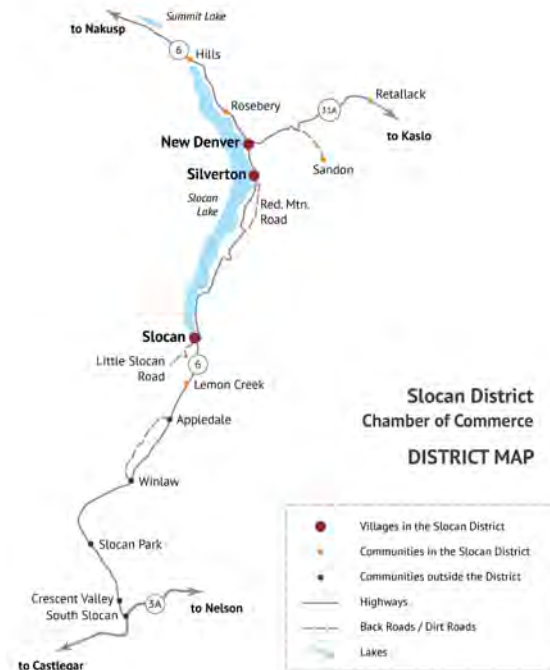 Summit Lake
to Nakusp
6
Hills
Retallack
31A
Rosebery
to Kaslo
New Denver
Sandon
Silverton
Slocan
Lake
Red. Mtn.
Road
Slocan
Little Slocan
Road
6
Lemon Creek
Slocan District
Chamber of Commerce
DISTRICT MAP
Appledale
Winlaw
Slocan Park
Crescent Valley
3A
to Nelson
South Slocan
to Castlegar
Villages in the Slocan District
Communities in the Slocan District
Communities outside the District
Highways
Back Roads / Dirt Roads
Lakes